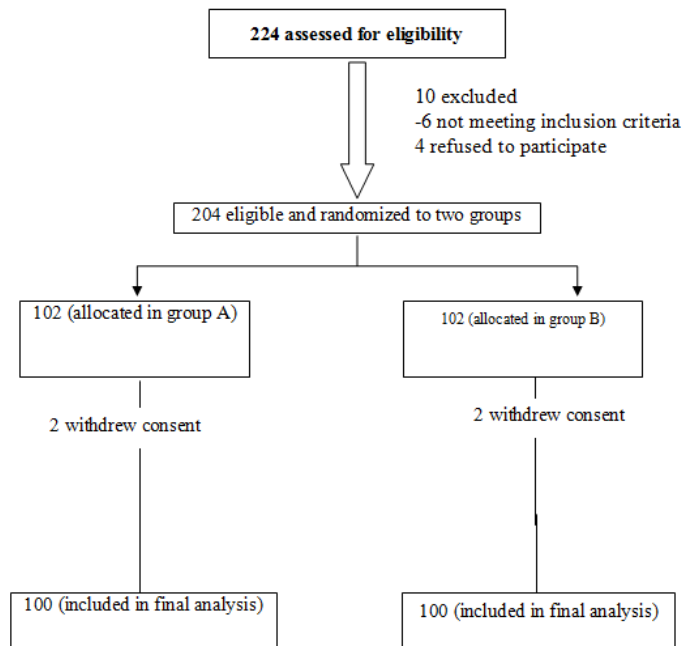 224 assessed for eligibility
10 excluded
-6 not meeting inclusion criteria
4 refused to participate
204 eligible and randomized to two groups
102 (allocated in group A)
102 (allocated in group B)
2 withdrew consent
2 withdrew consent
100 (included in final analysis)
100 (included in final analysis)